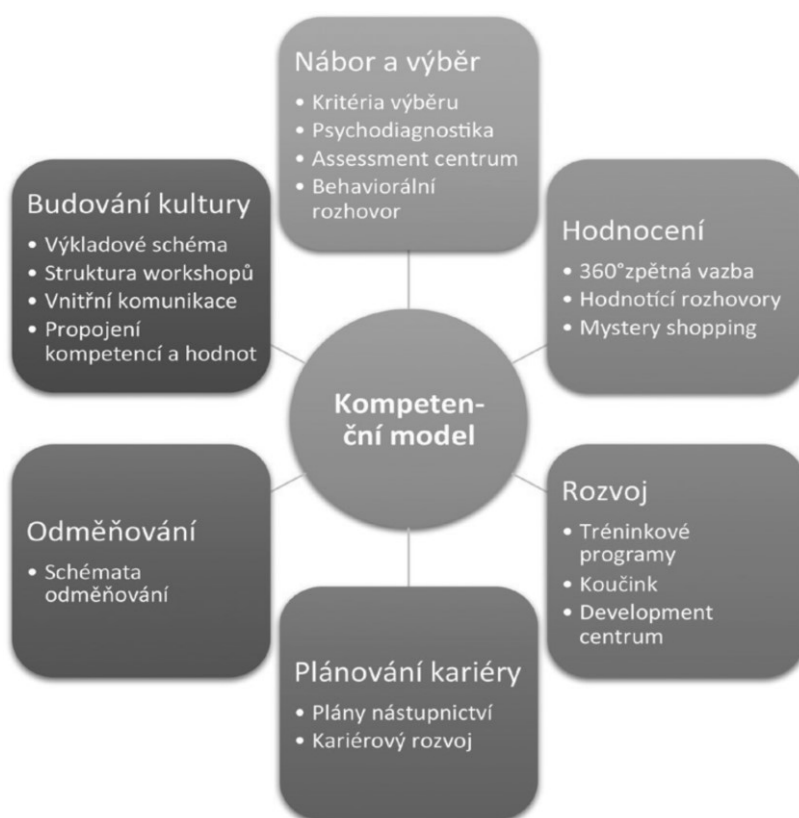 Nábor a výběr
• Kritéria výběru
• Psychodiagnostika
• Assessment centrum
• Behaviorální
rozhovor
Hodnocení
• 360°zpětná vazba
• Hodnotící rozhovory
• Mystery shopping
Rozvoj
• Tréninkové
programy
• Koučink
• Development
centrum
Plánování kariéry
• Plány nástupnictví
• Kariérový rozvoj
Odměňování
• Schémata
odměňování
Budování kultury
• Výkladové schéma
• Struktura workshopů
• Vnitřní komunikace
• Propojení
kompetencí a hodnot
Kompeten-
ční model